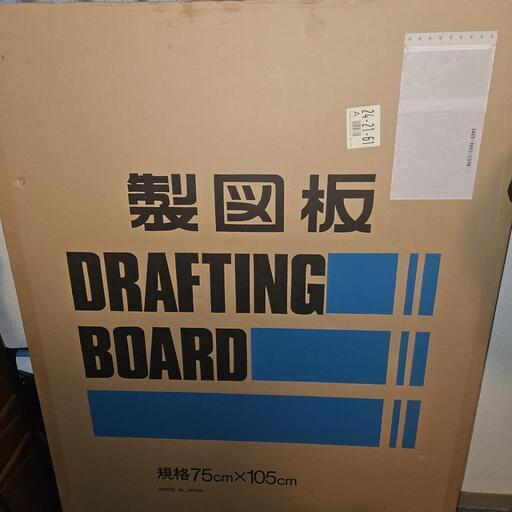 24-21-61
A
製図板
DRAFTING
BOARD
規格75cm×105cm
MADE IN JAPAN